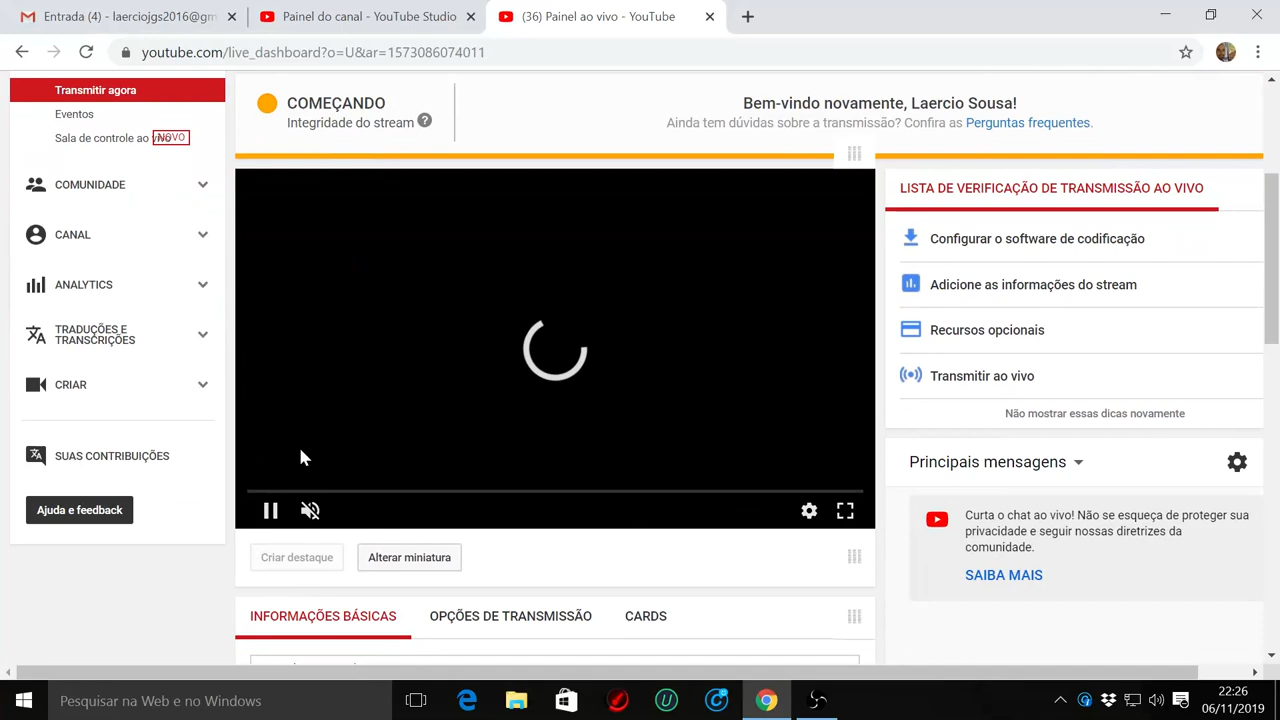 Entrada (4) - laerciojgs2016@gm
Painel do canal - YouTube Studio
(36) Painel ao vivo - YouTube
youtube.com/live_dashboard?o=U&ar=1573086074011
Transmitir agora
Eventos
Sala de controle ao vivo
NOVO
COMUNIDADE
CANAL
ANALYTICS
TRADUÇÕES E
TRANSCRIÇÕES
CRIAR
SUAS CONTRIBUIÇÕES
Ajuda e feedback
COMEÇANDO
Integridade do stream ?
Bem-vindo novamente, Laercio Sousa!
Ainda tem dúvidas sobre a transmissão? Confira as Perguntas frequentes.
LISTA DE VERIFICAÇÃO DE TRANSMISSÃO AO VIVO
Configurar o software de codificação
Adicione as informações do stream
Recursos opcionais
Transmitir ao vivo
Não mostrar essas dicas novamente
Principais mensagens
Curta o chat ao vivo! Não se esqueça de proteger sua
privacidade e seguir nossas diretrizes da
comunidade.
SAIBA MAIS
Criar destaque
Alterar miniatura
INFORMAÇÕES BÁSICAS
OPÇÕES DE TRANSMISSÃO
CARDS
Pesquisar na Web e no Windows
22:26
06/11/2019